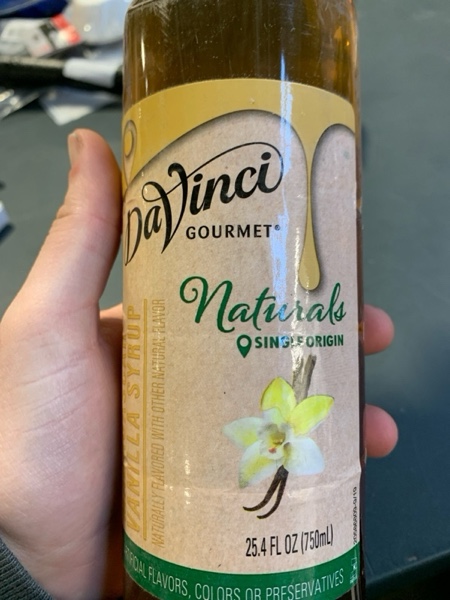 DaVinci
GOURMET®
Naturals
SINGLE ORIGIN
VANILLA SYRUP
NATURALLY FLAVORED WITH OTHER NATURAL FLAVOR
25.4 FL OZ (750mL)
FLAVORS, COLORS OR PRESERVATIVES